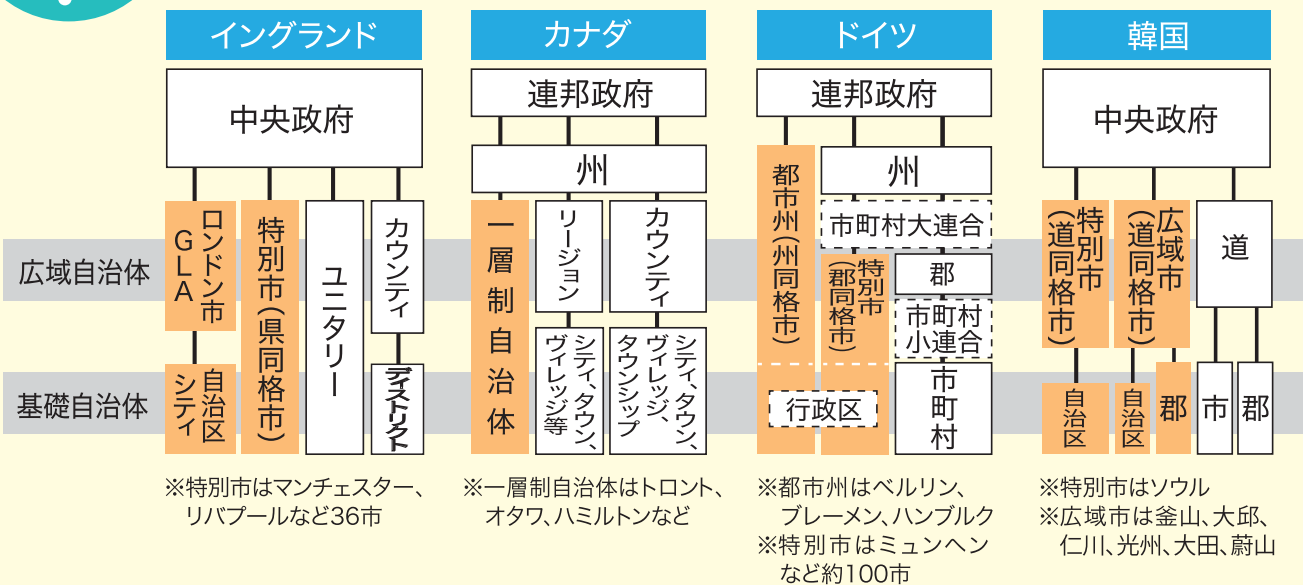 イングランド
中央政府
ロンドン市
GLA
特別市(県同格市)
ユニタリー
カウンティ
自治区
シティ
ディストリクト
カナダ
連邦政府
州
一層制自治体
リージョン
カウンティ
シティ、タウン、
ヴィレッジ等
シティ、タウン、
ヴィレッジ、
タウンシップ
ドイツ
連邦政府
都市州(州同格市)
州
市町村大連合
特別市
(郡同格市)
郡
市町村
小連合
行政区
市町村
韓国
中央政府
特別市
(道同格市)
広域市
(道同格市)
道
自治区
自治区
郡
市
郡
広域自治体
基礎自治体
※特別市はマンチェスター、
リバプールなど36市
※一層制自治体はトロント、
オタワ、ハミルトンなど
※都市州はベルリン、
ブレーメン、ハンブルク
※特別市はミュンヘン
など約100市
※特別市はソウル
※広域市は釜山、大邱、
仁川、光州、大田、蔚山